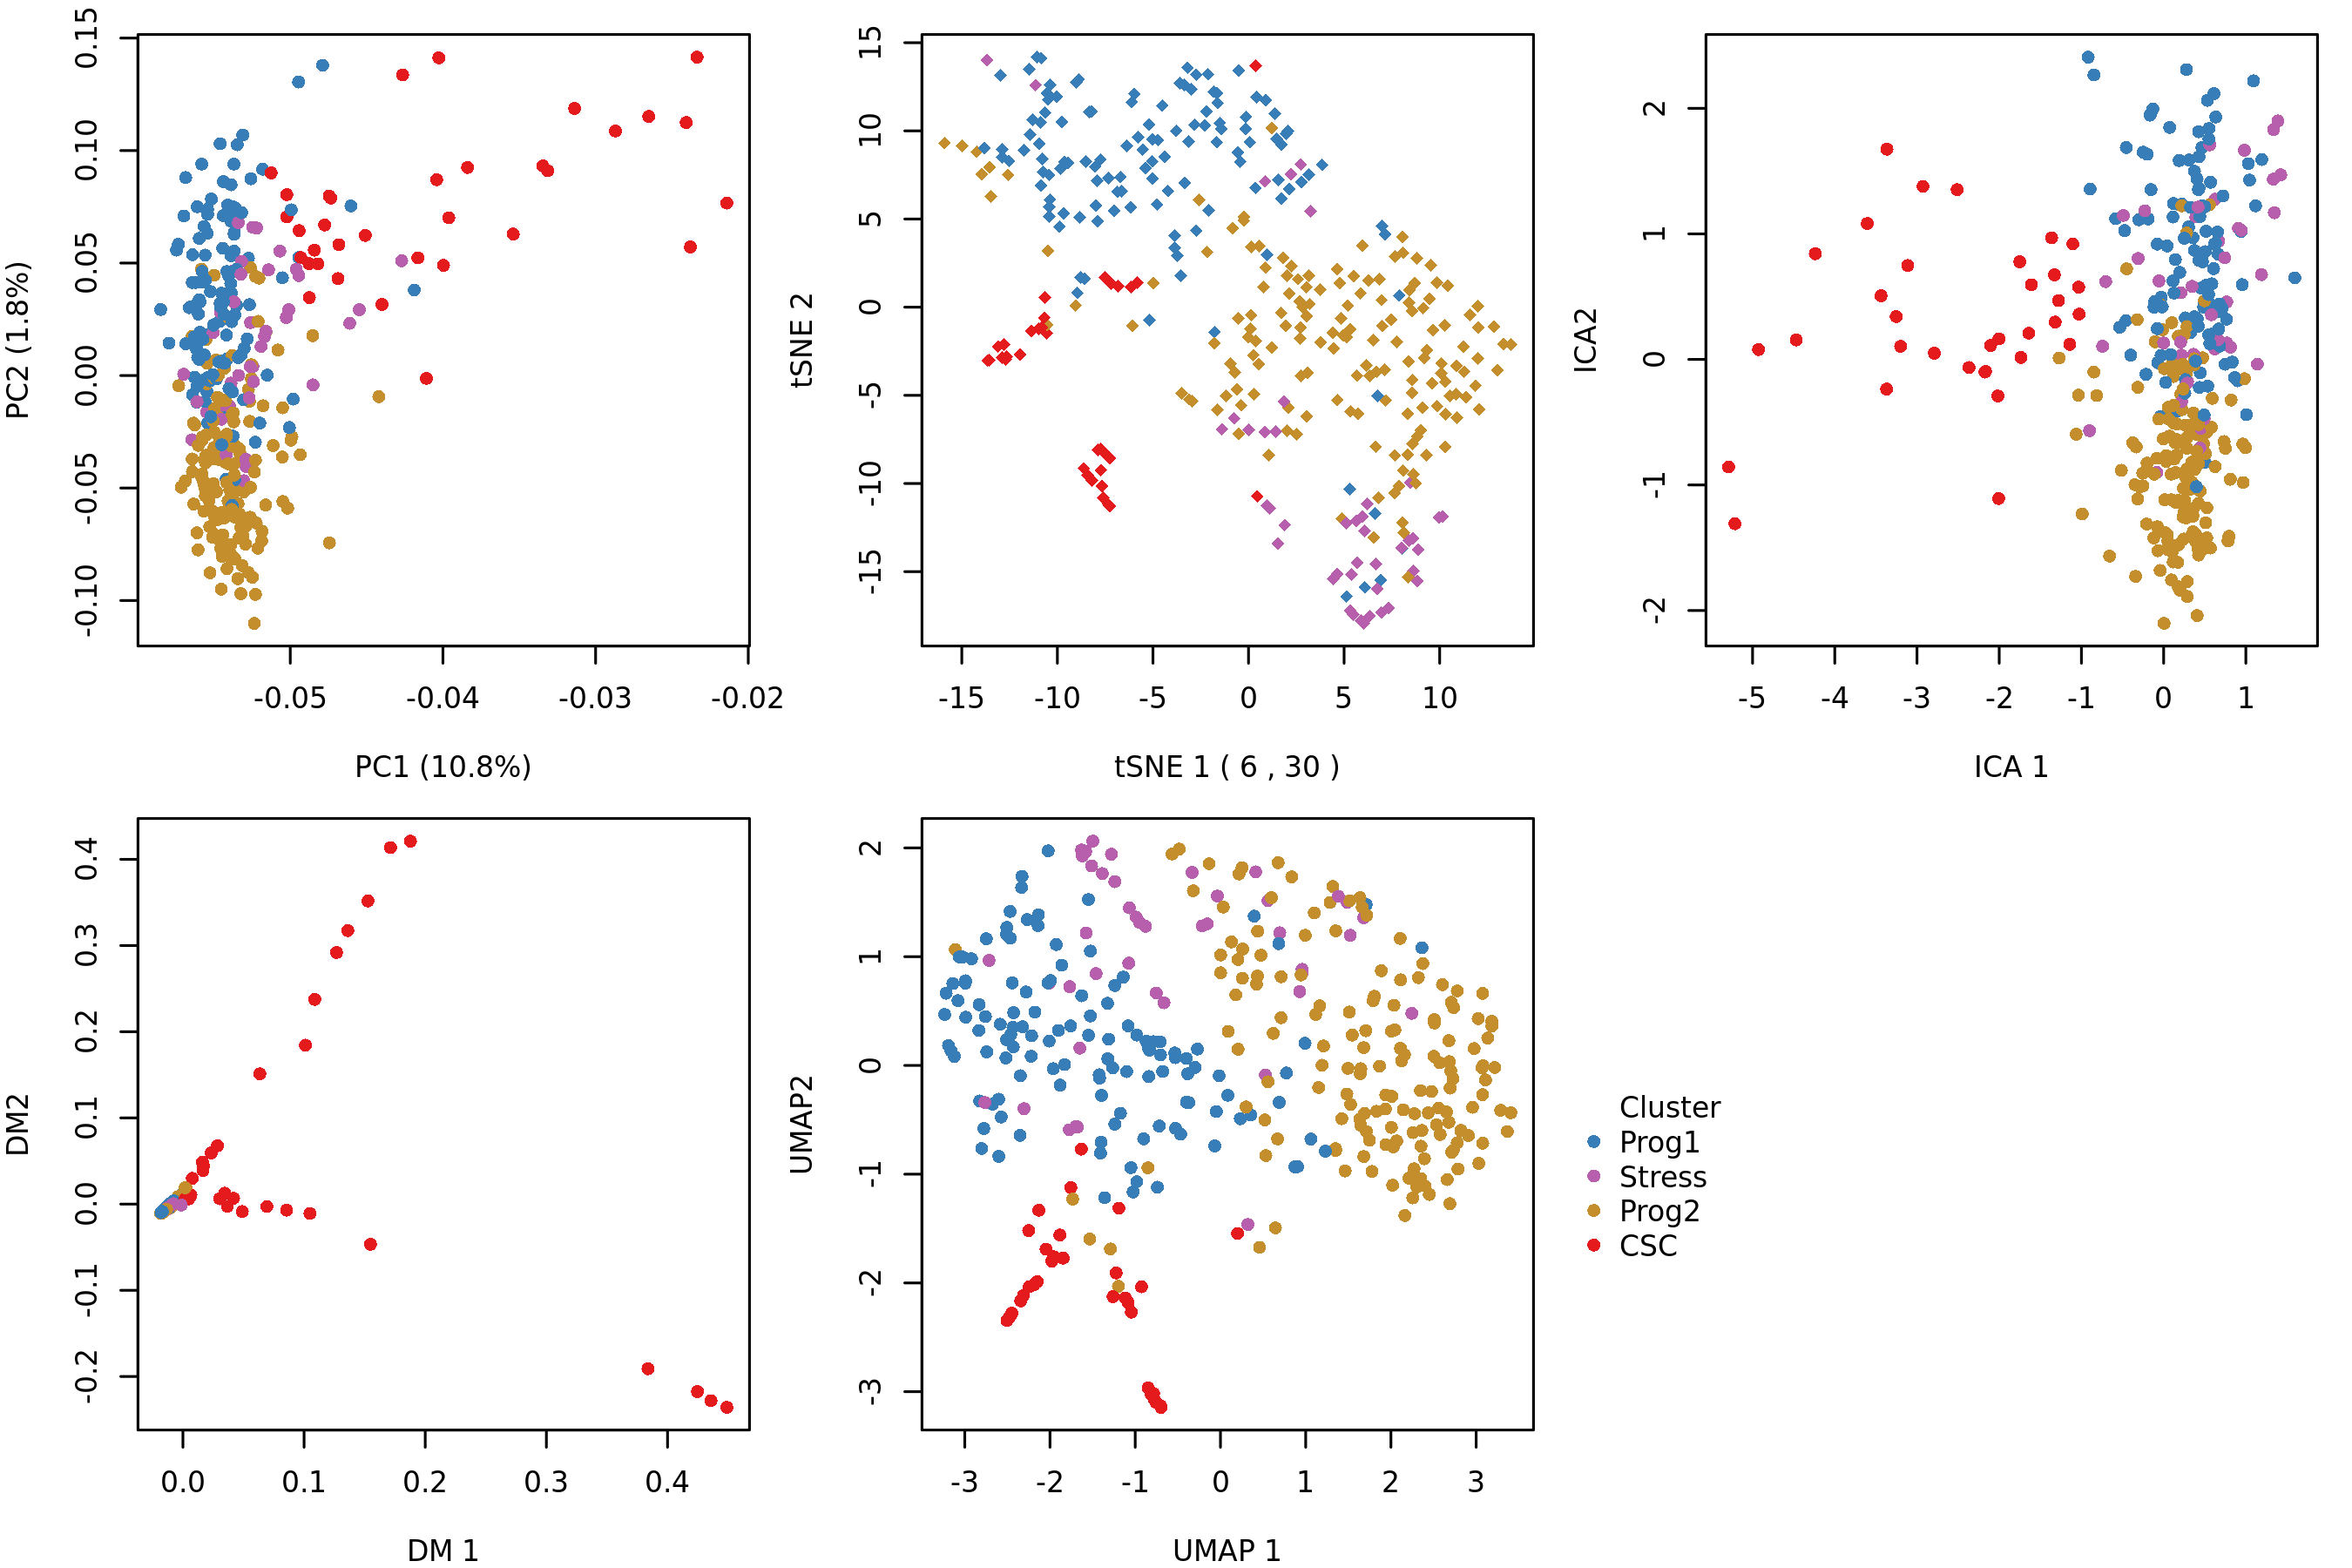 0.15
0.10
0.05
0.00
-0.05
-0.10
PC2 (1.8%)
-0.05 -0.04 -0.03 -0.02
PC1 (10.8%)
15
10
5
0
-5
-10
-15
tSNE 2
-15 -10 -5 0 5 10
tSNE 1 ( 6 , 30 )
2
1
0
-1
-2
ICA2
-5 -4 -3 -2 -1 0 1
ICA 1
0.4
0.3
0.2
0.1
0.0
-0.1
-0.2
DM2
0.0 0.1 0.2 0.3 0.4
DM 1
2
1
0
-1
-2
-3
UMAP2
-3 -2 -1 0 1 2 3
UMAP 1
Cluster
Prog1
Stress
Prog2
CSC